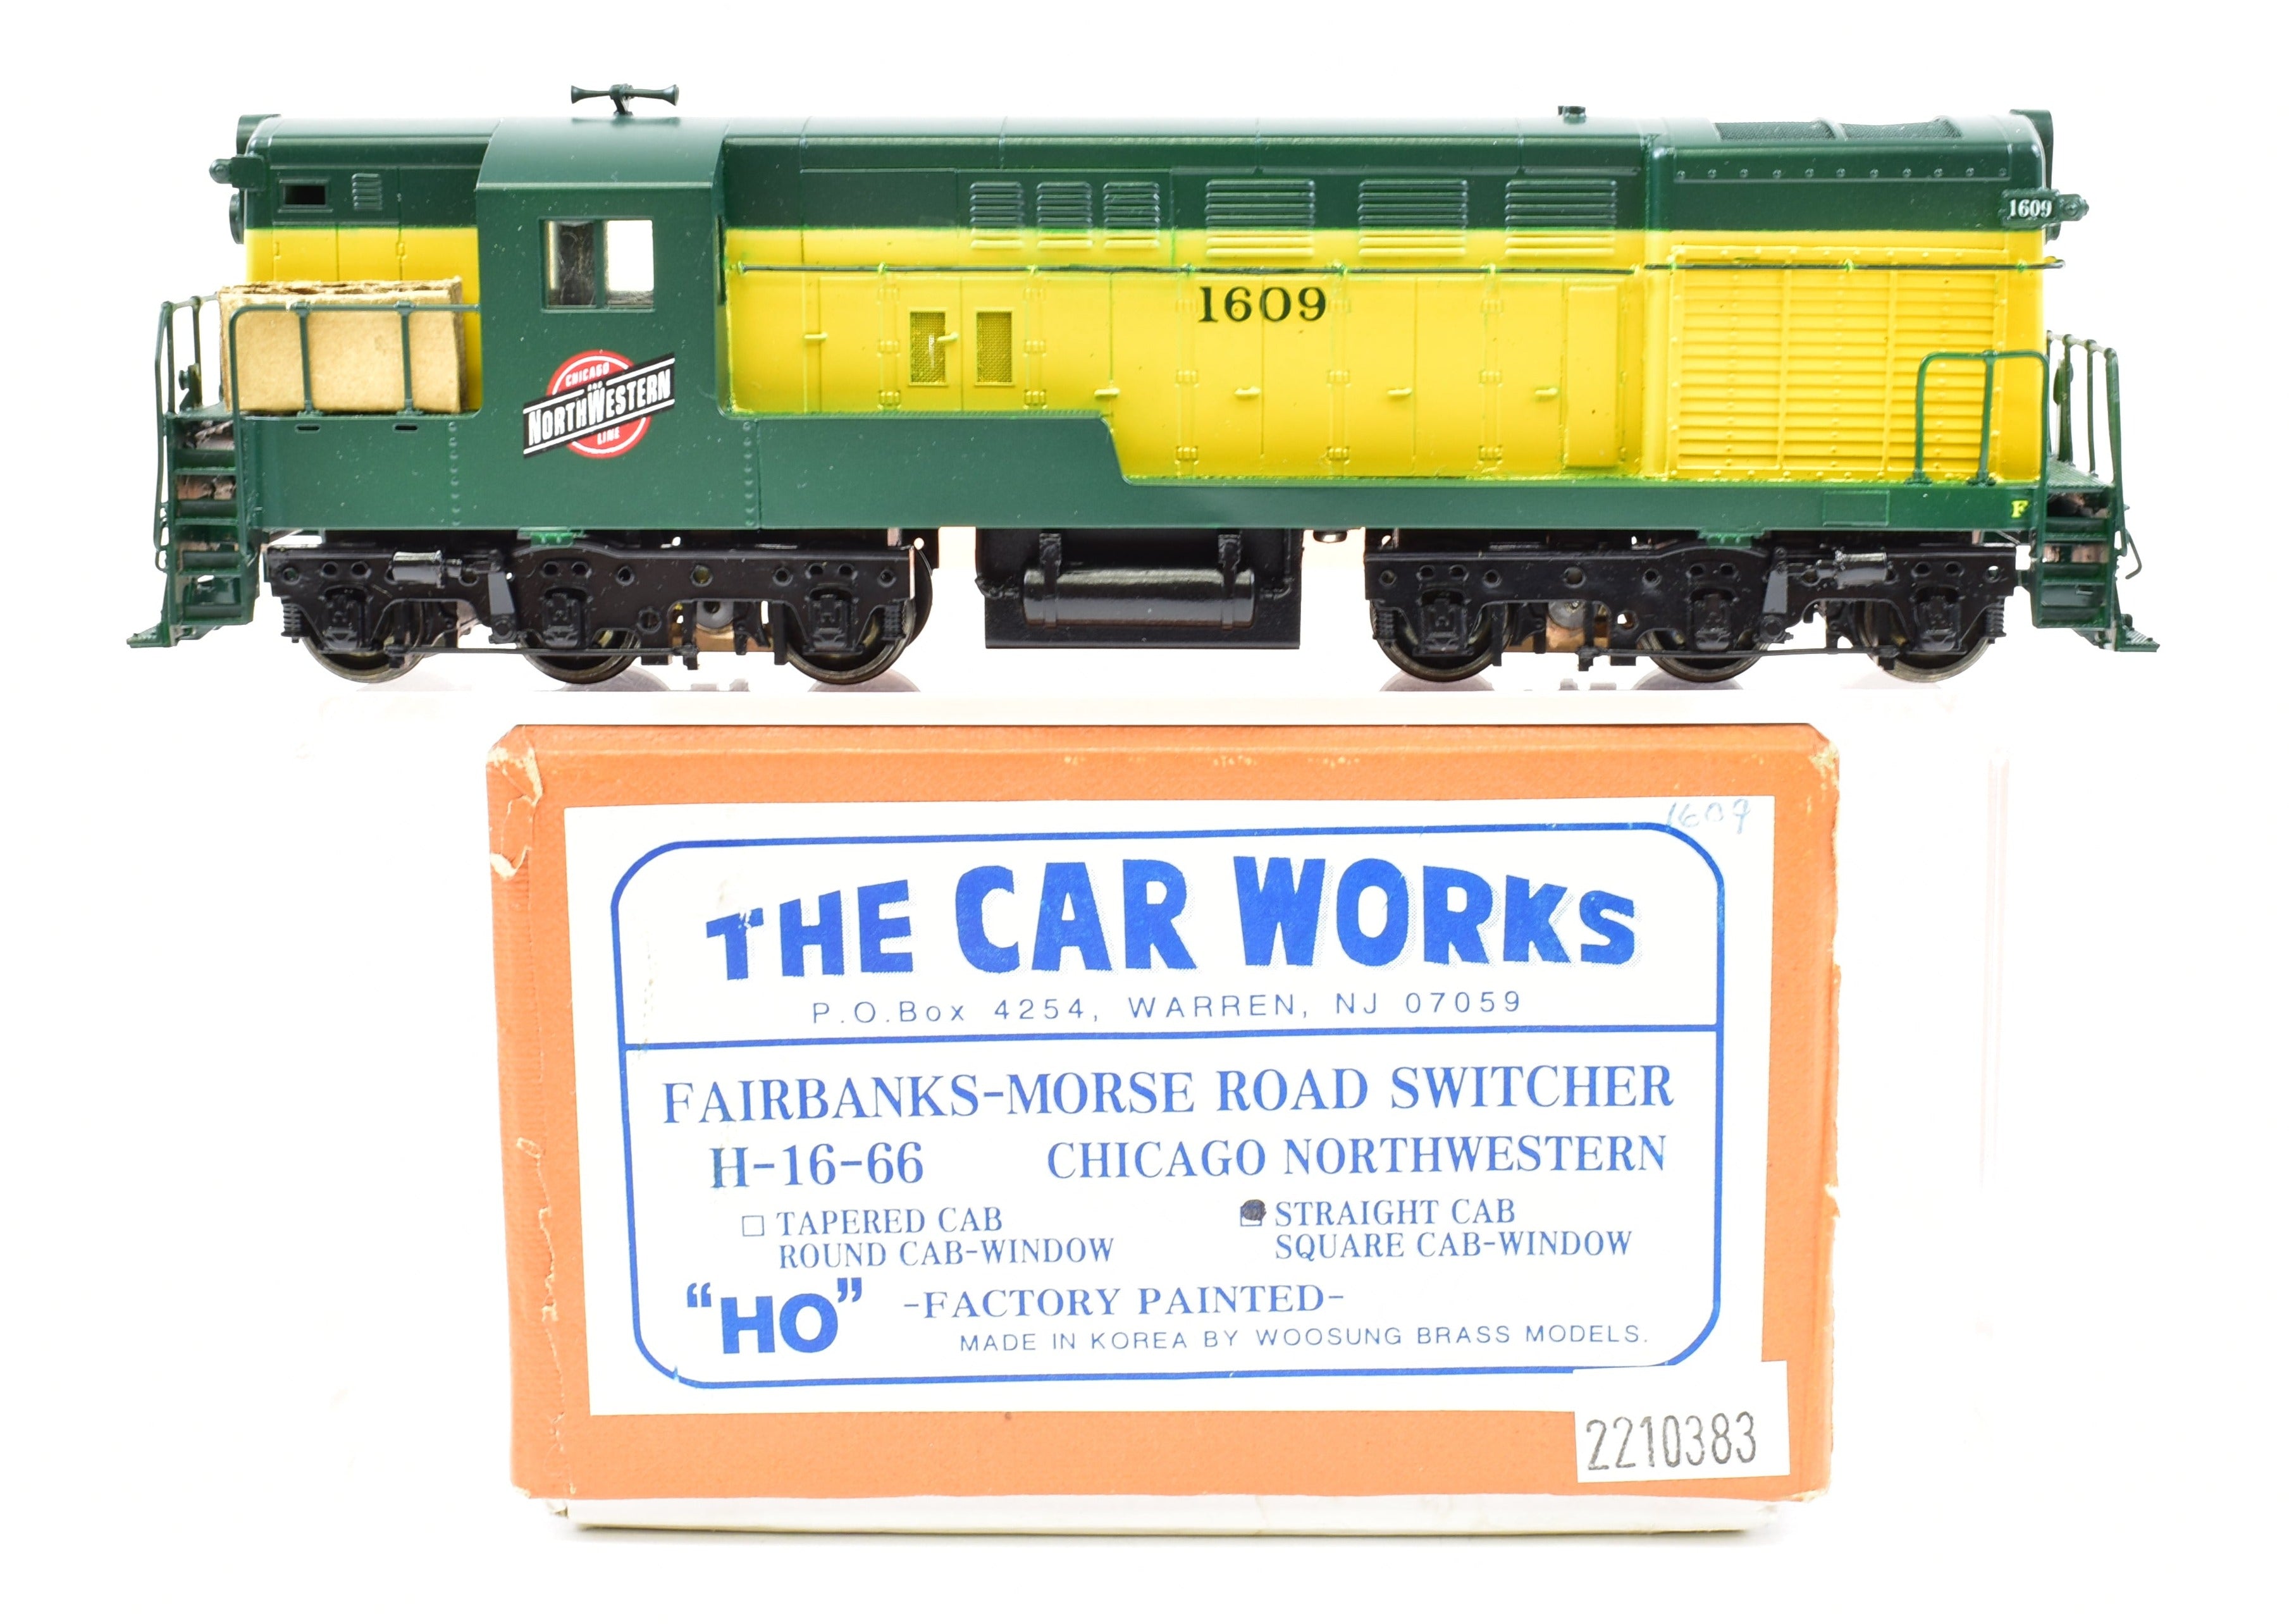 1609
1609
CHICAGO
AND
NORTHWESTERN
LINE
F
1609
THE CAR WORKS
P.O.Box 4254, WARREN, NJ 07059
FAIRBANKS-MORSE ROAD SWITCHER
H-16-66 CHICAGO NORTHWESTERN
TAPERED CAB STRAIGHT CAB
ROUND CAB-WINDOW SQUARE CAB-WINDOW
"HO" -FACTORY PAINTED-
MADE IN KOREA BY WOOSUNG BRASS MODELS.
2210383